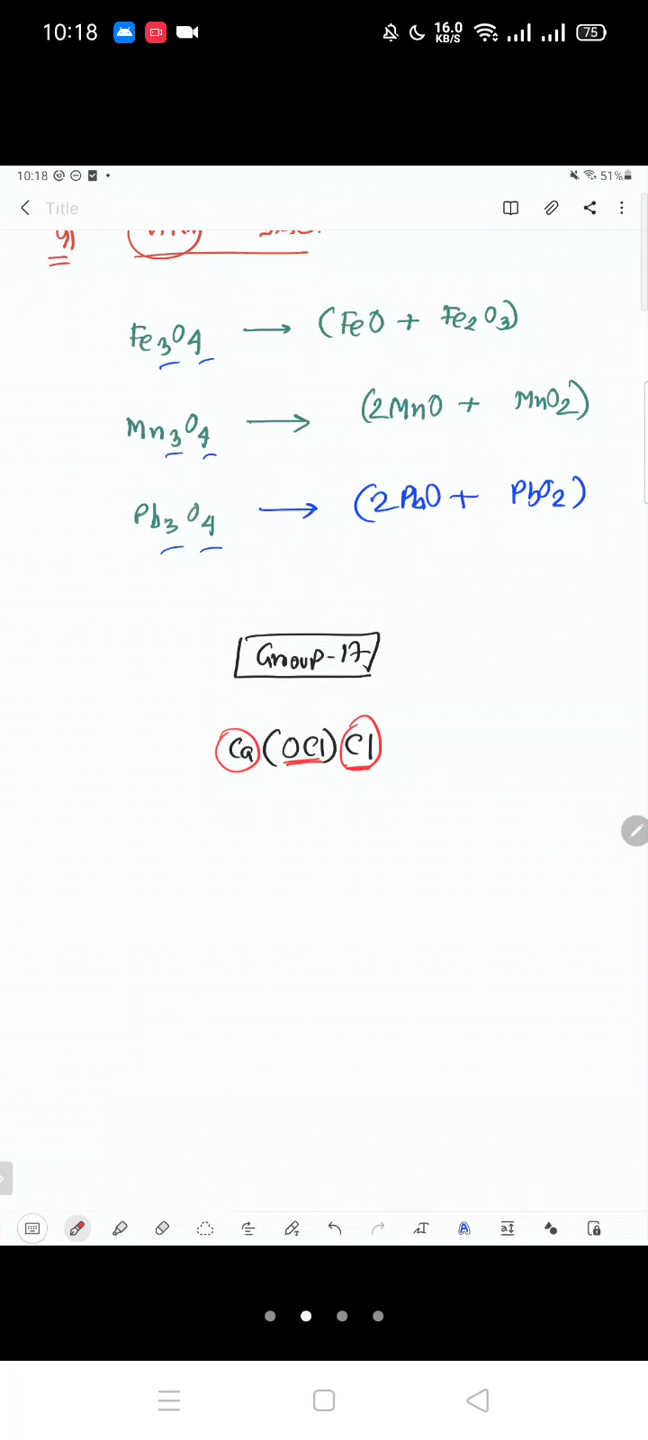 10:18 16.0 KB/S 75
10:18 51%
Title
Fe3O4 → (FeO + Fe2O3)
Mn3O4 → (2MnO + MnO2)
Pb3O4 → (2PbO + PbO2)
Group-17
Ca(OCl)Cl